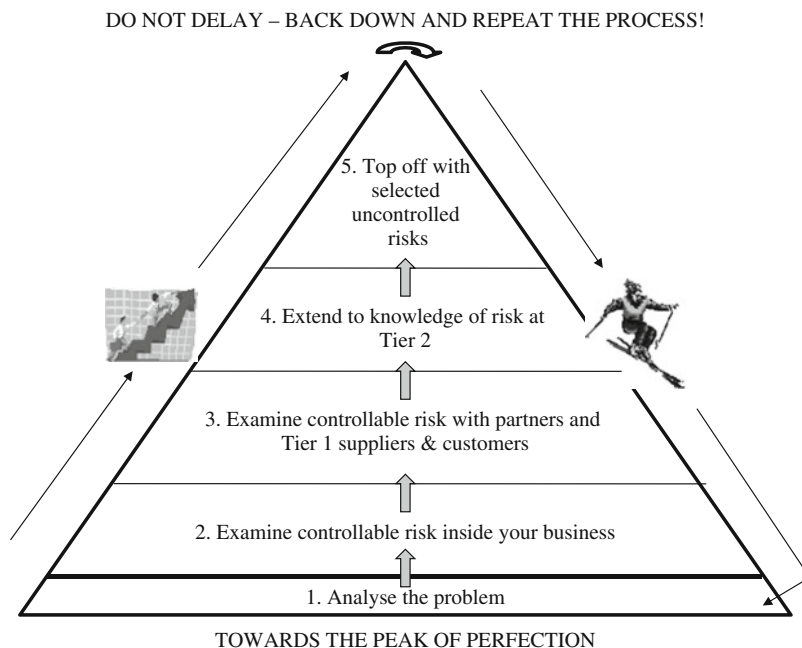 DO NOT DELAY – BACK DOWN AND REPEAT THE PROCESS!
5. Top off with
selected
uncontrolled
risks
4. Extend to knowledge of risk at
Tier 2
3. Examine controllable risk with partners and
Tier 1 suppliers & customers
2. Examine controllable risk inside your business
1. Analyse the problem
TOWARDS THE PEAK OF PERFECTION